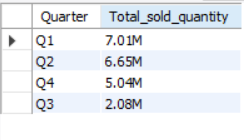 Quarter Total_sold_quantity
Q1 7.01M
Q2 6.65M
Q4 5.04M
Q3 2.08M